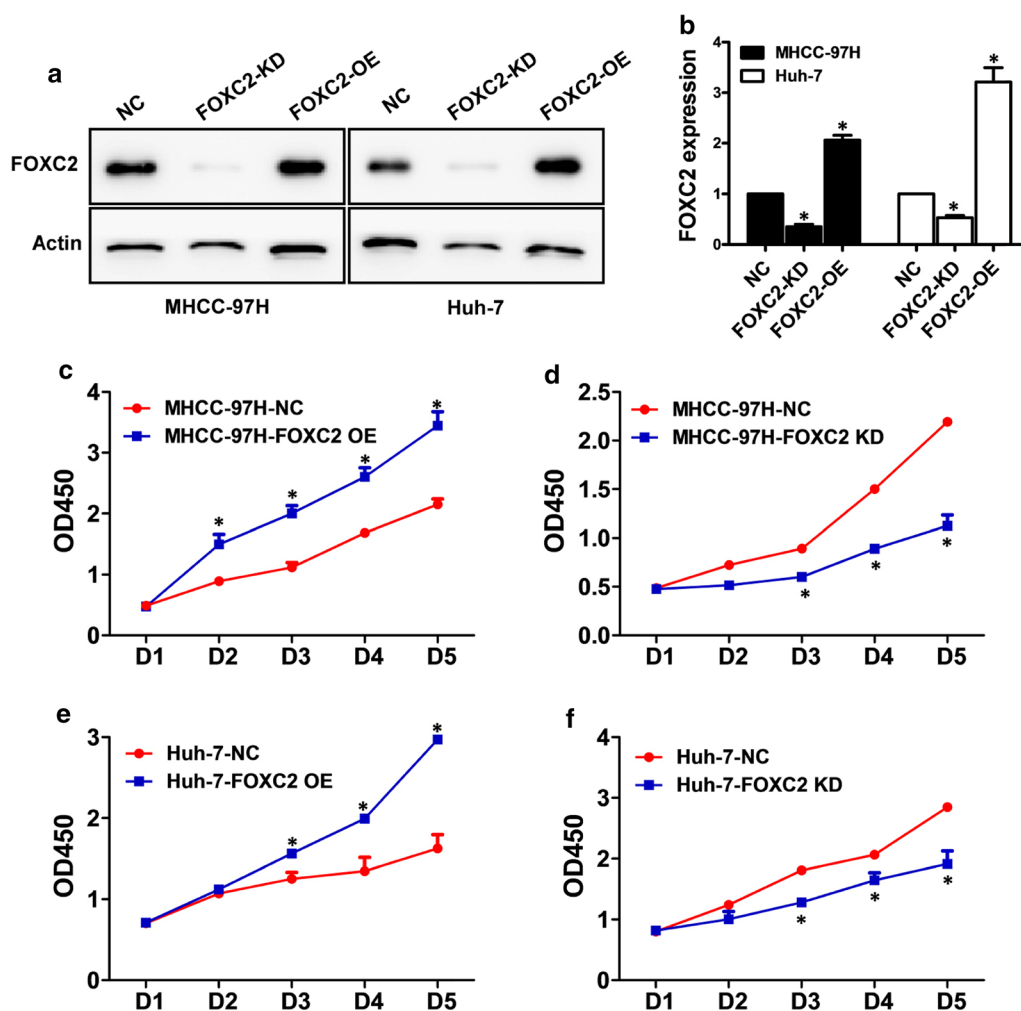 a
NC FOXC2-KD FOXC2-OE NC FOXC2-KD FOXC2-OE
FOXC2
Actin
MHCC-97H Huh-7
b
FOXC2 expression
4
3
2
1
0
MHCC-97H
Huh-7
* * * *
NC FOXC2-KD FOXC2-OE NC FOXC2-KD FOXC2-OE
c
OD450
4
3
2
1
0
MHCC-97H-NC
MHCC-97H-FOXC2 OE
* * * *
D1 D2 D3 D4 D5
d
OD450
2.5
2.0
1.5
1.0
0.5
0.0
MHCC-97H-NC
MHCC-97H-FOXC2 KD
* * *
D1 D2 D3 D4 D5
e
OD450
3
2
1
0
Huh-7-NC
Huh-7-FOXC2 OE
* * *
D1 D2 D3 D4 D5
f
OD450
4
3
2
1
0
Huh-7-NC
Huh-7-FOXC2 KD
* * *
D1 D2 D3 D4 D5